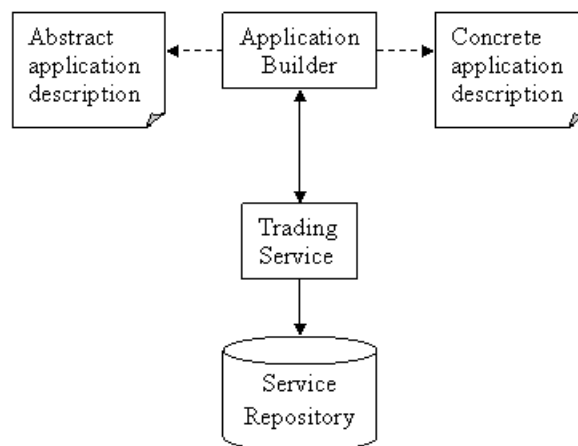 Abstract
application
description
Application
Builder
Concrete
application
description
Trading
Service
Service
Repository